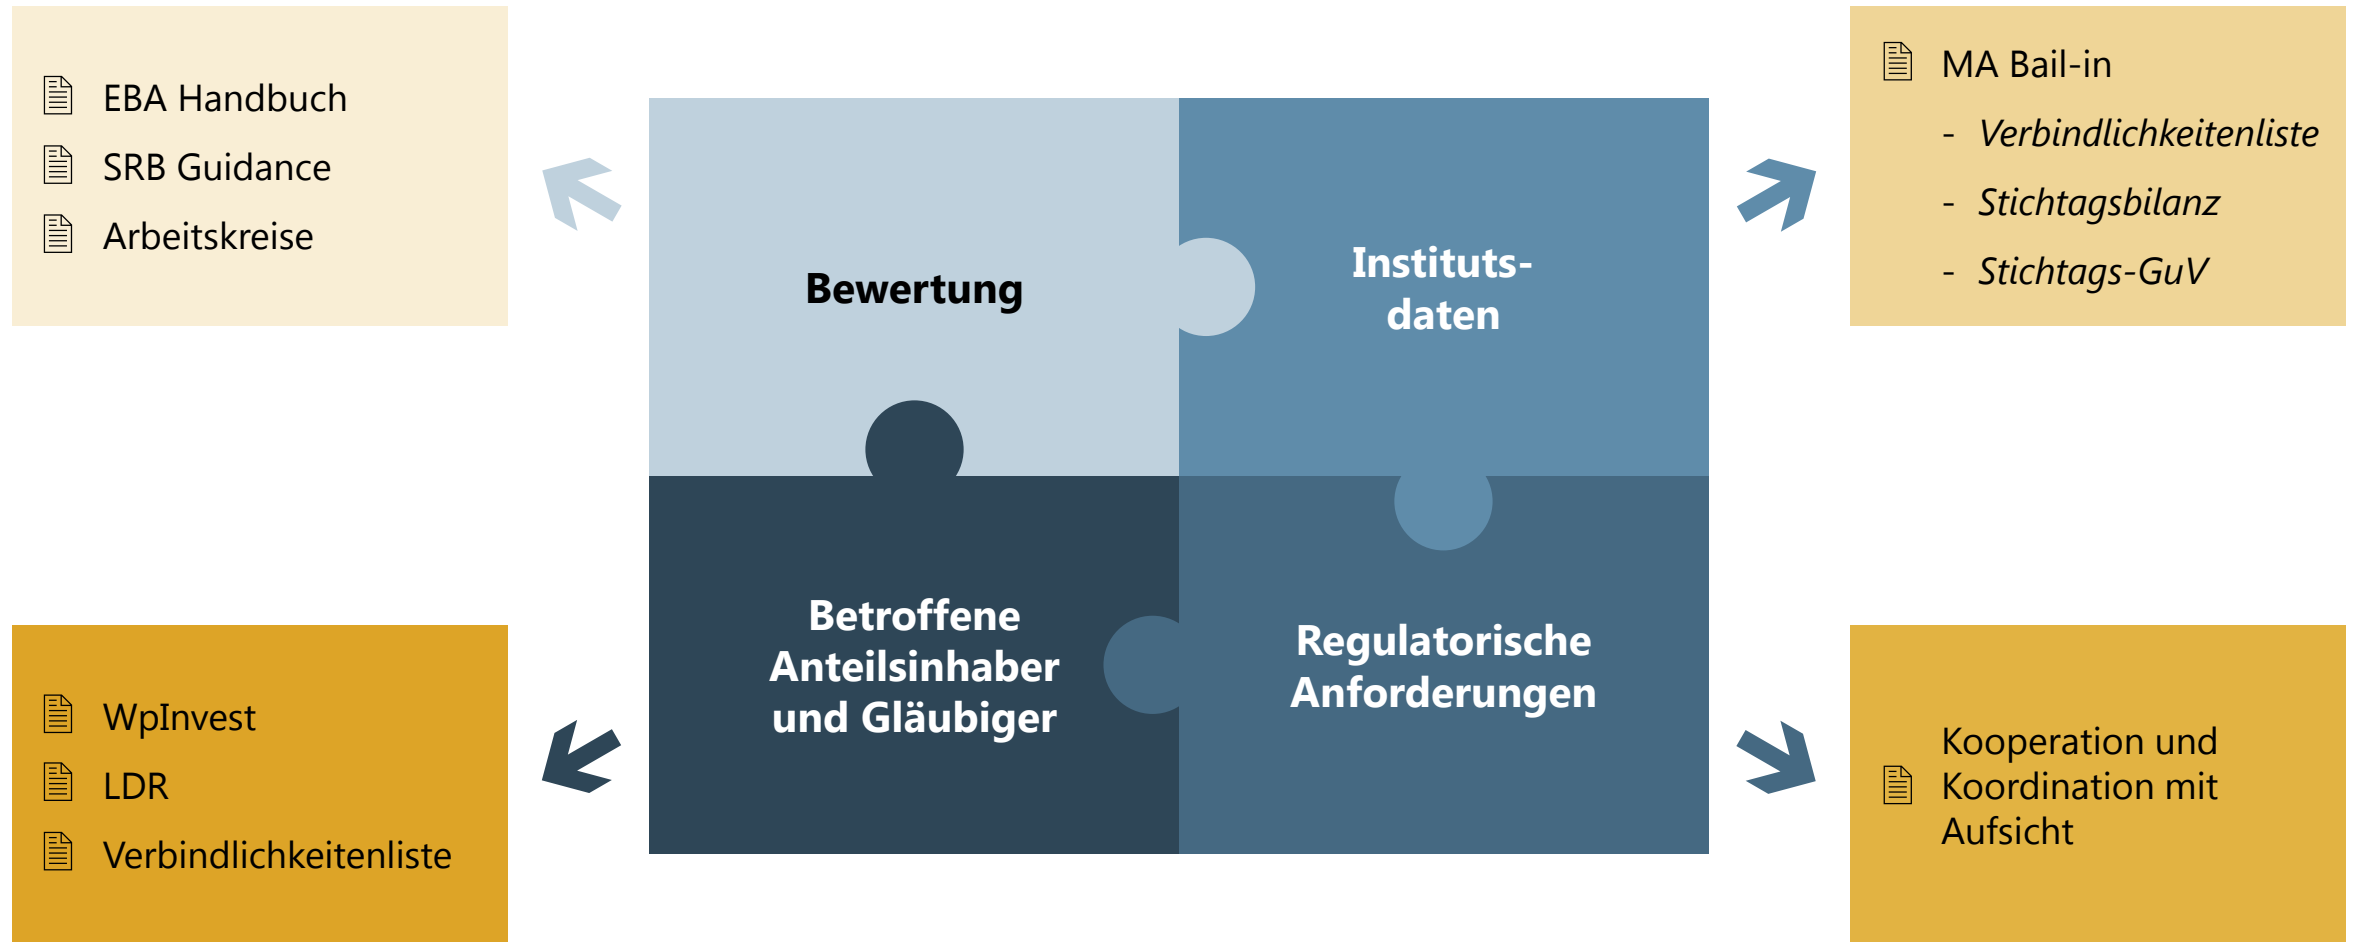 EBA Handbuch
SRB Guidance
Arbeitskreise
Bewertung
Instituts-
daten
MA Bail-in
- Verbindlichkeitenliste
- Stichtagsbilanz
- Stichtags-GuV
WpInvest
LDR
Verbindlichkeitenliste
Betroffene
Anteilsinhaber
und Gläubiger
Regulatorische
Anforderungen
Kooperation und
Koordination mit
Aufsicht